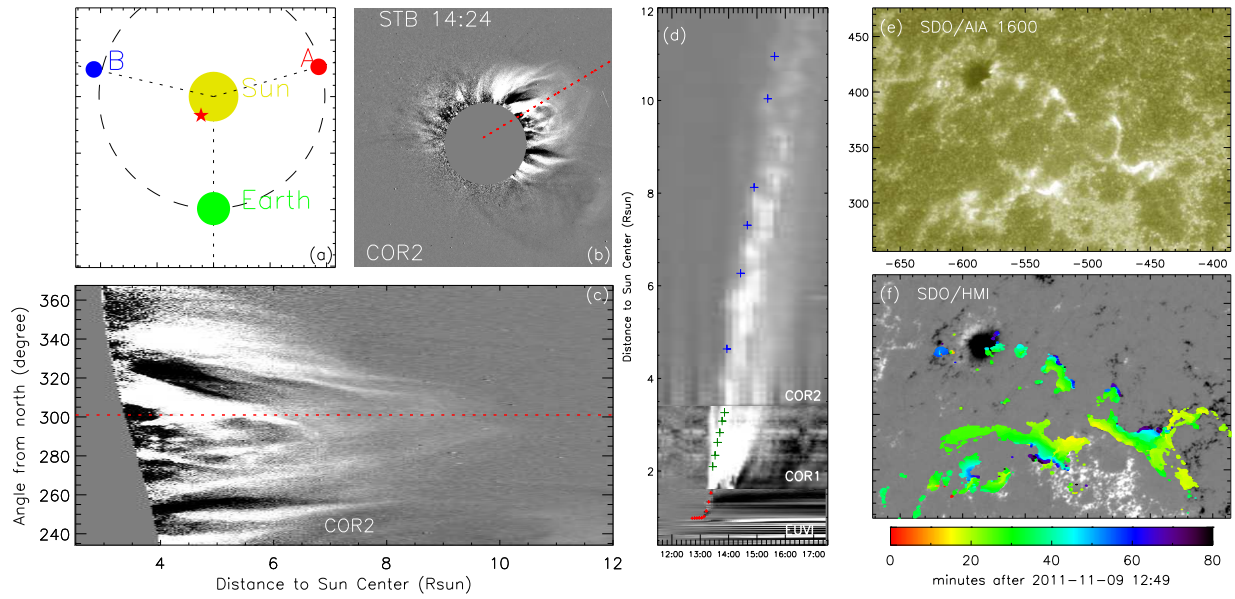 B
A
Sun
Earth
(a)
STB 14:24
COR2
(b)
(c)
Angle from north (degree)
360
340
320
300
280
260
240
COR2
4
6
8
10
12
Distance to Sun Center (Rsun)
(d)
Distance to Sun Center (Rsun)
12
10
8
6
4
2
COR2
COR1
EUVI
12:00 13:00 14:00 15:00 16:00 17:00
(e) SDO/AIA 1600
450
400
350
300
-650 -600 -550 -500 -450 -400
(f) SDO/HMI
0 20 40 60 80
minutes after 2011-11-09 12:49